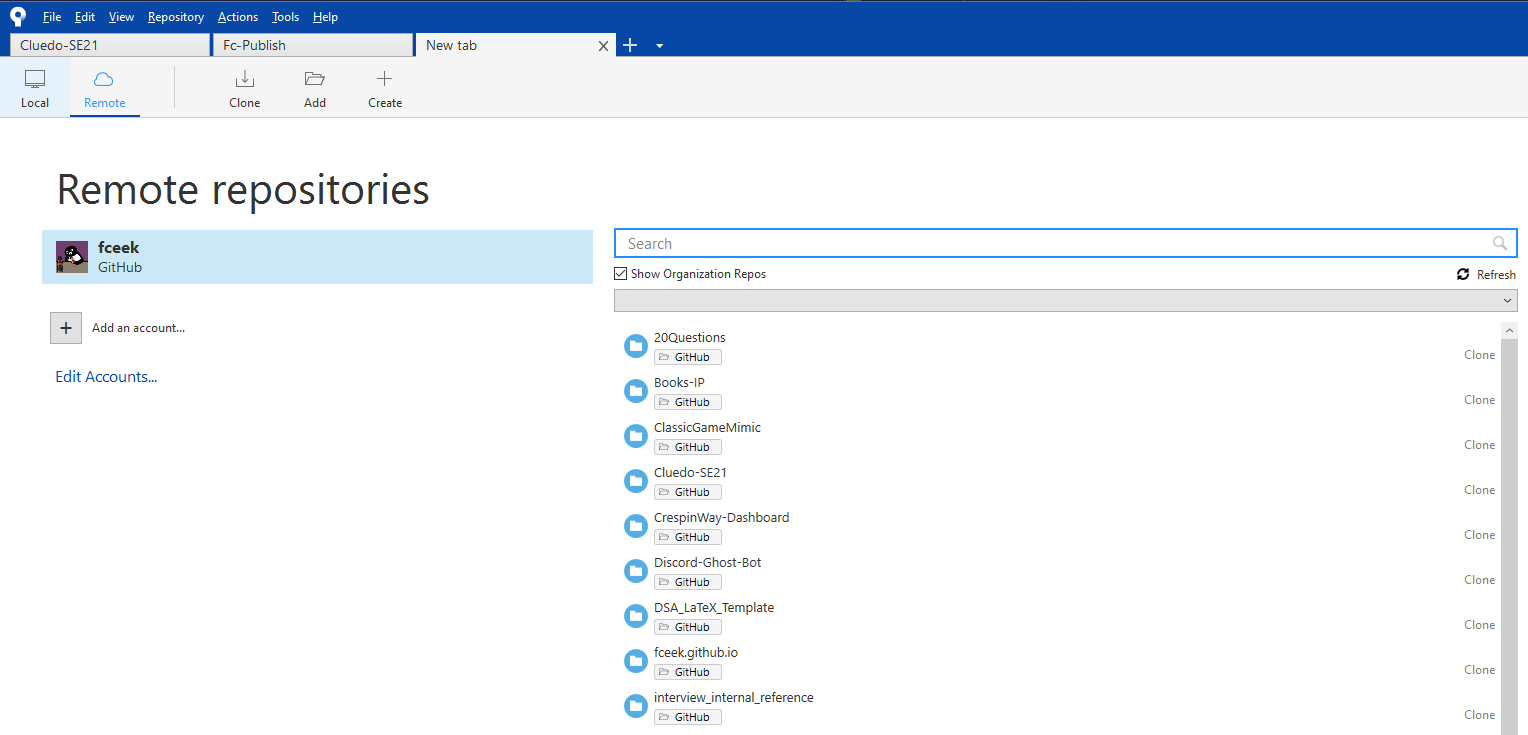 File Edit View Repository Actions Tools Help
Cluedo-SE21 Fc-Publish New tab
Local Remote Clone Add Create
Remote repositories
fceek
GitHub
Add an account...
Edit Accounts...
Search
Show Organization Repos Refresh
20Questions
GitHub Clone
Books-IP
GitHub Clone
ClassicGameMimic
GitHub Clone
Cluedo-SE21
GitHub Clone
CrespinWay-Dashboard
GitHub Clone
Discord-Ghost-Bot
GitHub Clone
DSA_LaTeX_Template
GitHub Clone
fceek.github.io
GitHub Clone
interview_internal_reference
GitHub Clone